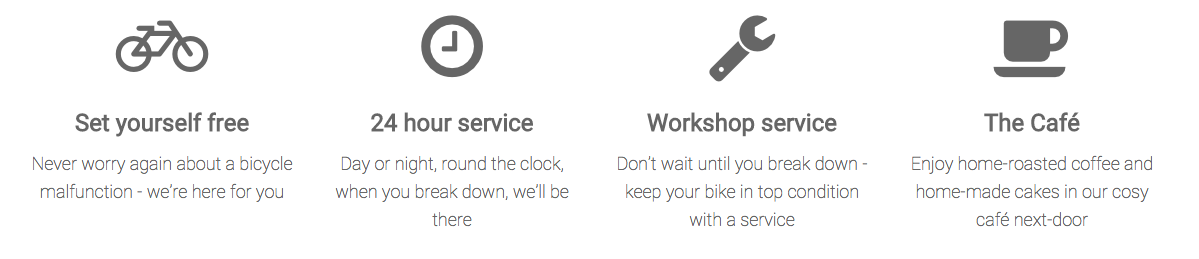 Set yourself free
Never worry again about a bicycle
malfunction - we’re here for you
24 hour service
Day or night, round the clock,
when you break down, we’ll be
there
Workshop service
Don’t wait until you break down -
keep your bike in top condition
with a service
The Café
Enjoy home-roasted coffee and
home-made cakes in our cosy
café next-door